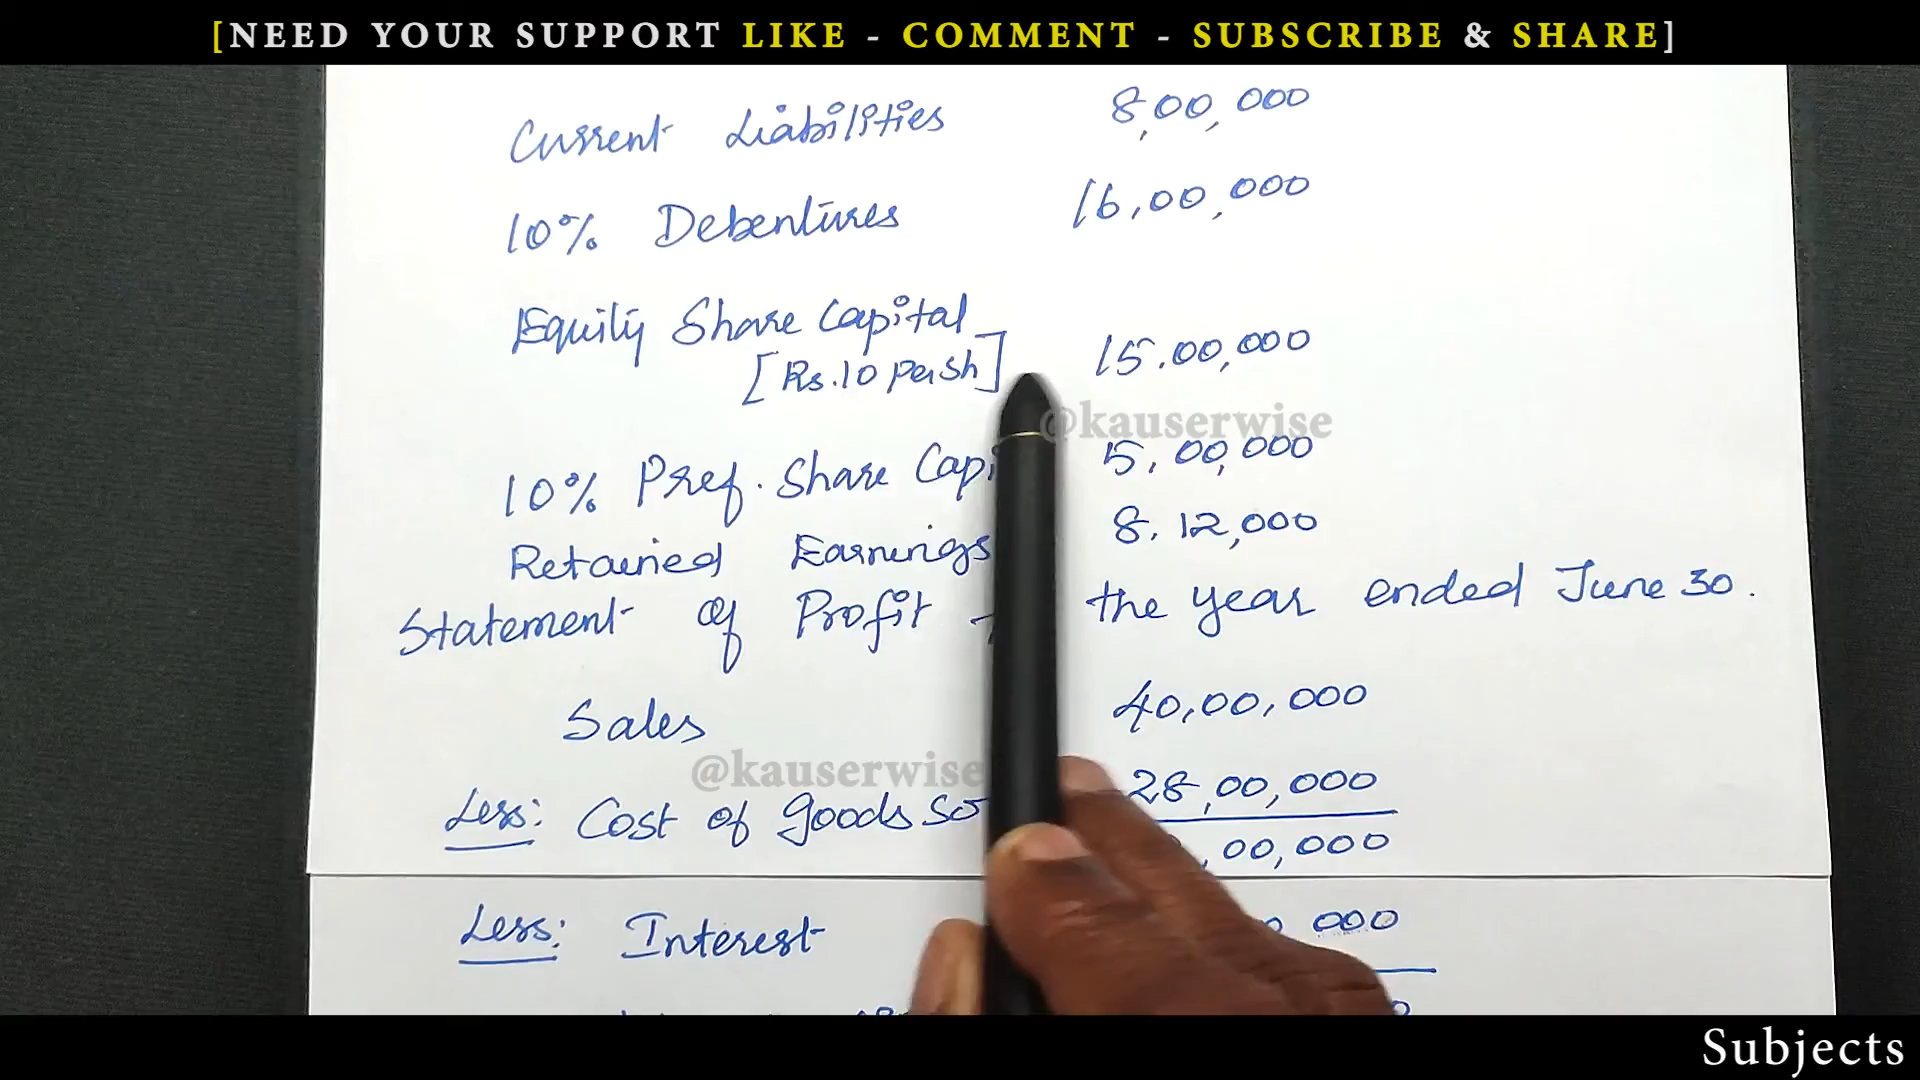 [NEED YOUR SUPPORT LIKE - COMMENT - SUBSCRIBE & SHARE]
Current Liabilities 8,00,000
10% Debentures 16,00,000
Equity Share Capital
[Rs.10 Per Sh] 15.00,000
@kauserwise
10% Pref. Share Capi 5,00,000
Retained Earnings 8.12,000
Statement of Profit the year ended June 30.
Sales 40,00,000
@kauserwise
Less: Cost of goods So 28,00,000
,00,000
Less: Interest 000
Subjects